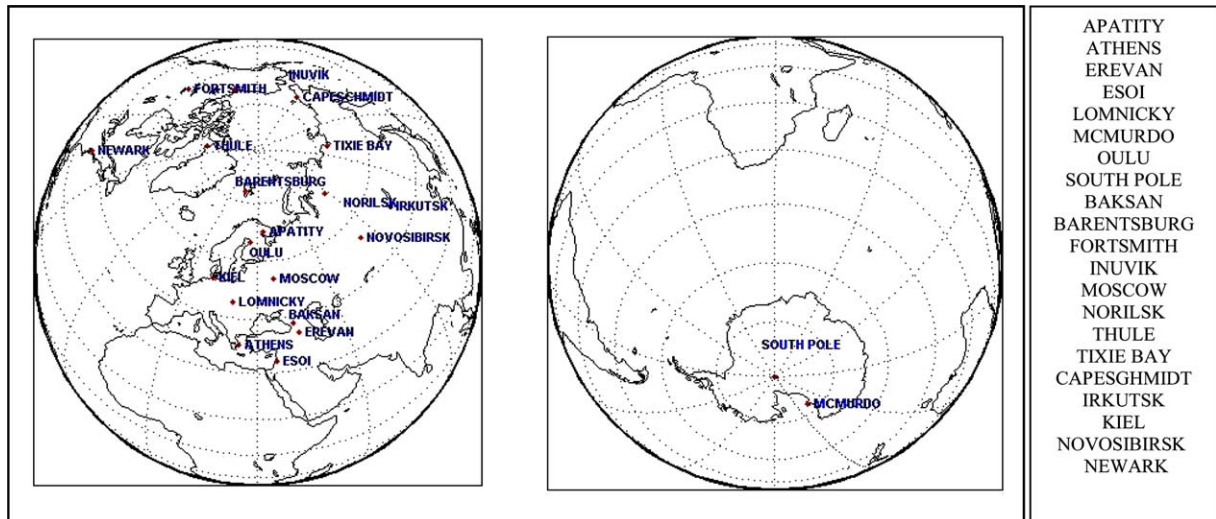 INUVIK
FORTSMITH
CAPESCHMIDT
NEWARK
THULE
TIXIE BAY
BARENTSBURG
NORILSK
IRKUTSK
APATITY
NOVOSIBIRSK
OULU
KIEL
MOSCOW
LOMNICKY
BAKSAN
EREVAN
ATHENS
ESOI
SOUTH POLE
MCMURDO
APATITY
ATHENS
EREVAN
ESOI
LOMNICKY
MCMURDO
OULU
SOUTH POLE
BAKSAN
BARENTSBURG
FORTSMITH
INUVIK
MOSCOW
NORILSK
THULE
TIXIE BAY
CAPESGHMIDT
IRKUTSK
KIEL
NOVOSIBIRSK
NEWARK